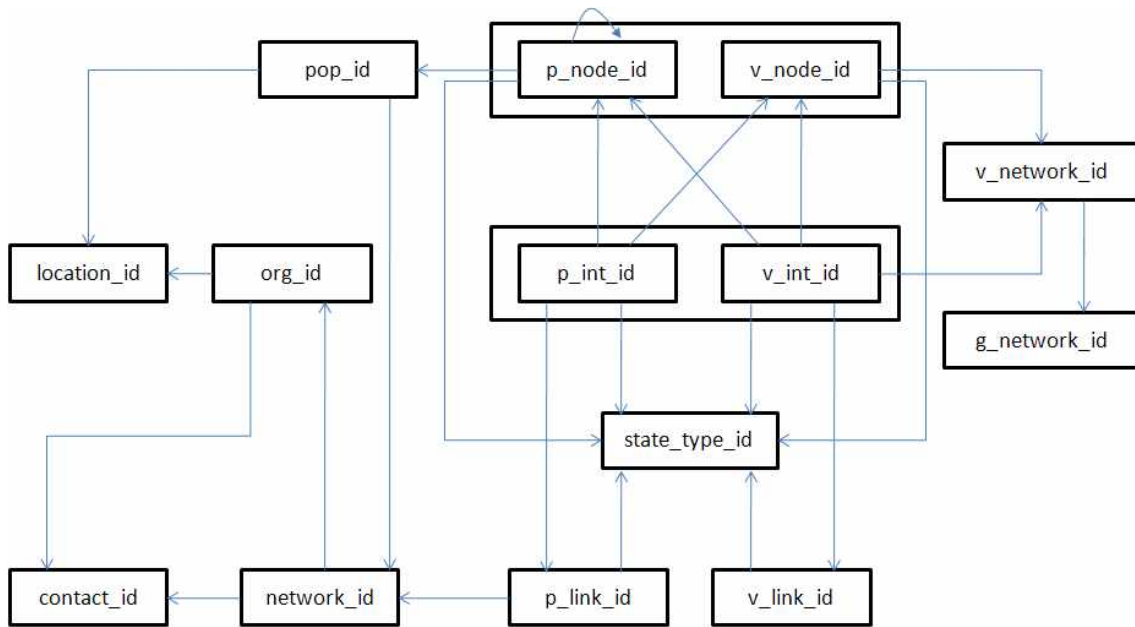 pop_id
p_node_id
v_node_id
v_network_id
location_id
org_id
p_int_id
v_int_id
g_network_id
state_type_id
contact_id
network_id
p_link_id
v_link_id